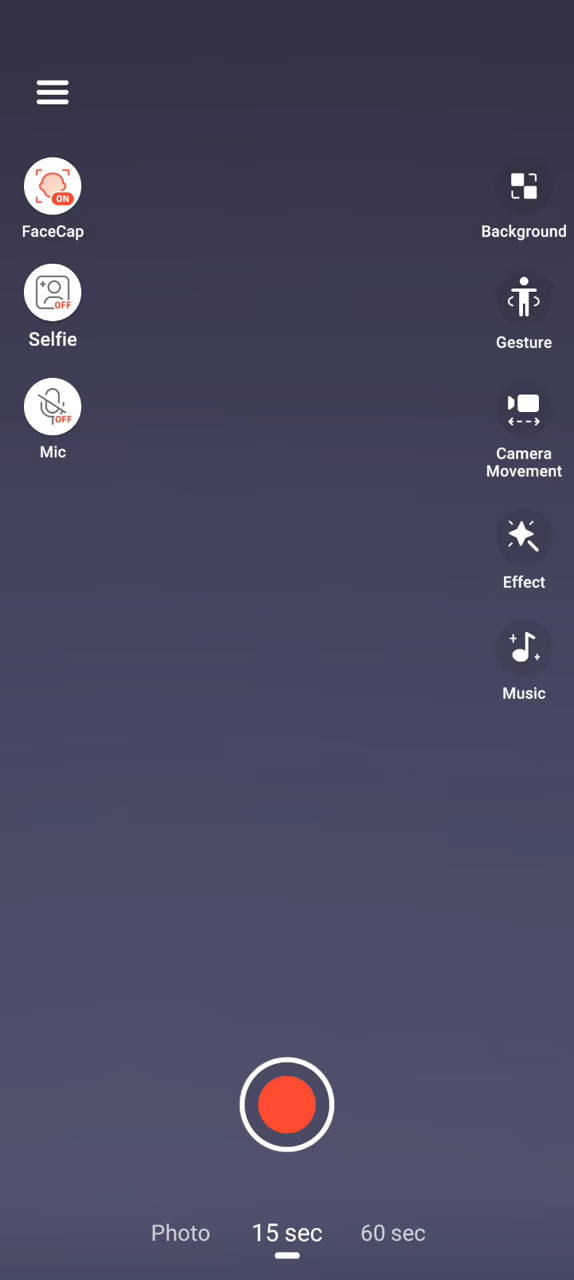 ON
FaceCap
OFF
Selfie
OFF
Mic
Background
Gesture
Camera
Movement
Effect
Music
Photo
15 sec
60 sec